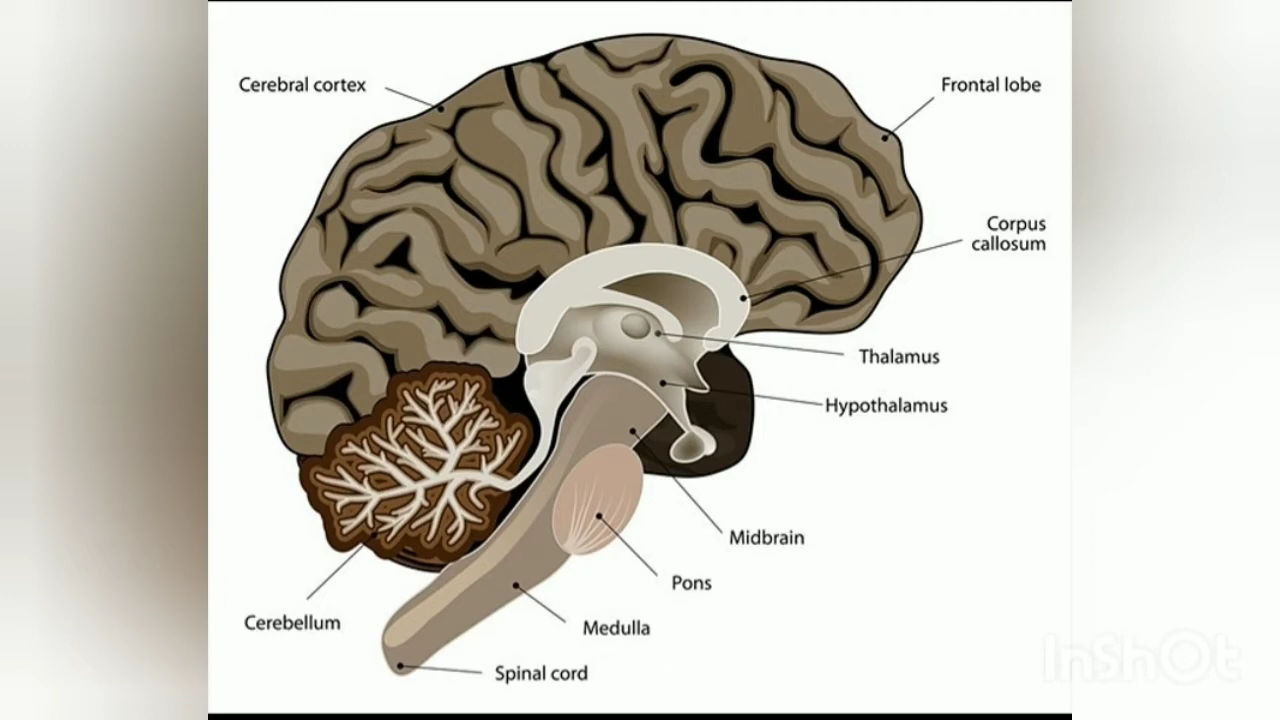 Cerebral cortex
Frontal lobe
Corpus
callosum
Thalamus
Hypothalamus
Midbrain
Pons
Cerebellum
Medulla
Spinal cord
InShOt